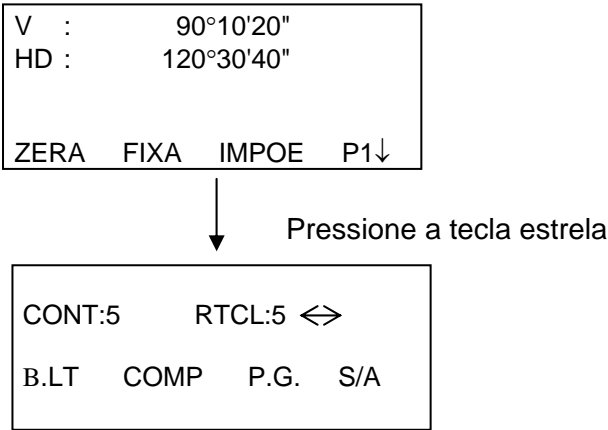 V : 90°10'20"
HD : 120°30'40"
ZERA FIXA IMPOE P1↓
Pressione a tecla estrela
CONT:5 RTCL:5 <->
B.LT COMP P.G. S/A